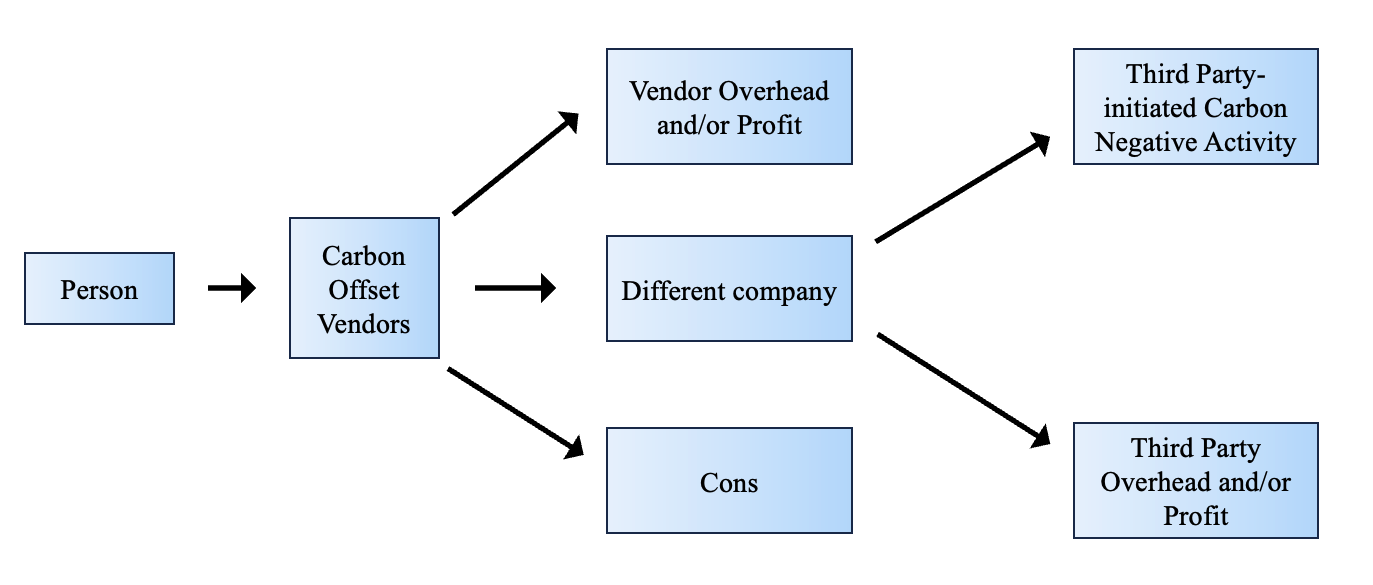 Person
Carbon
Offset
Vendors
Vendor Overhead
and/or Profit
Different company
Cons
Third Party-
initiated Carbon
Negative Activity
Third Party
Overhead and/or
Profit